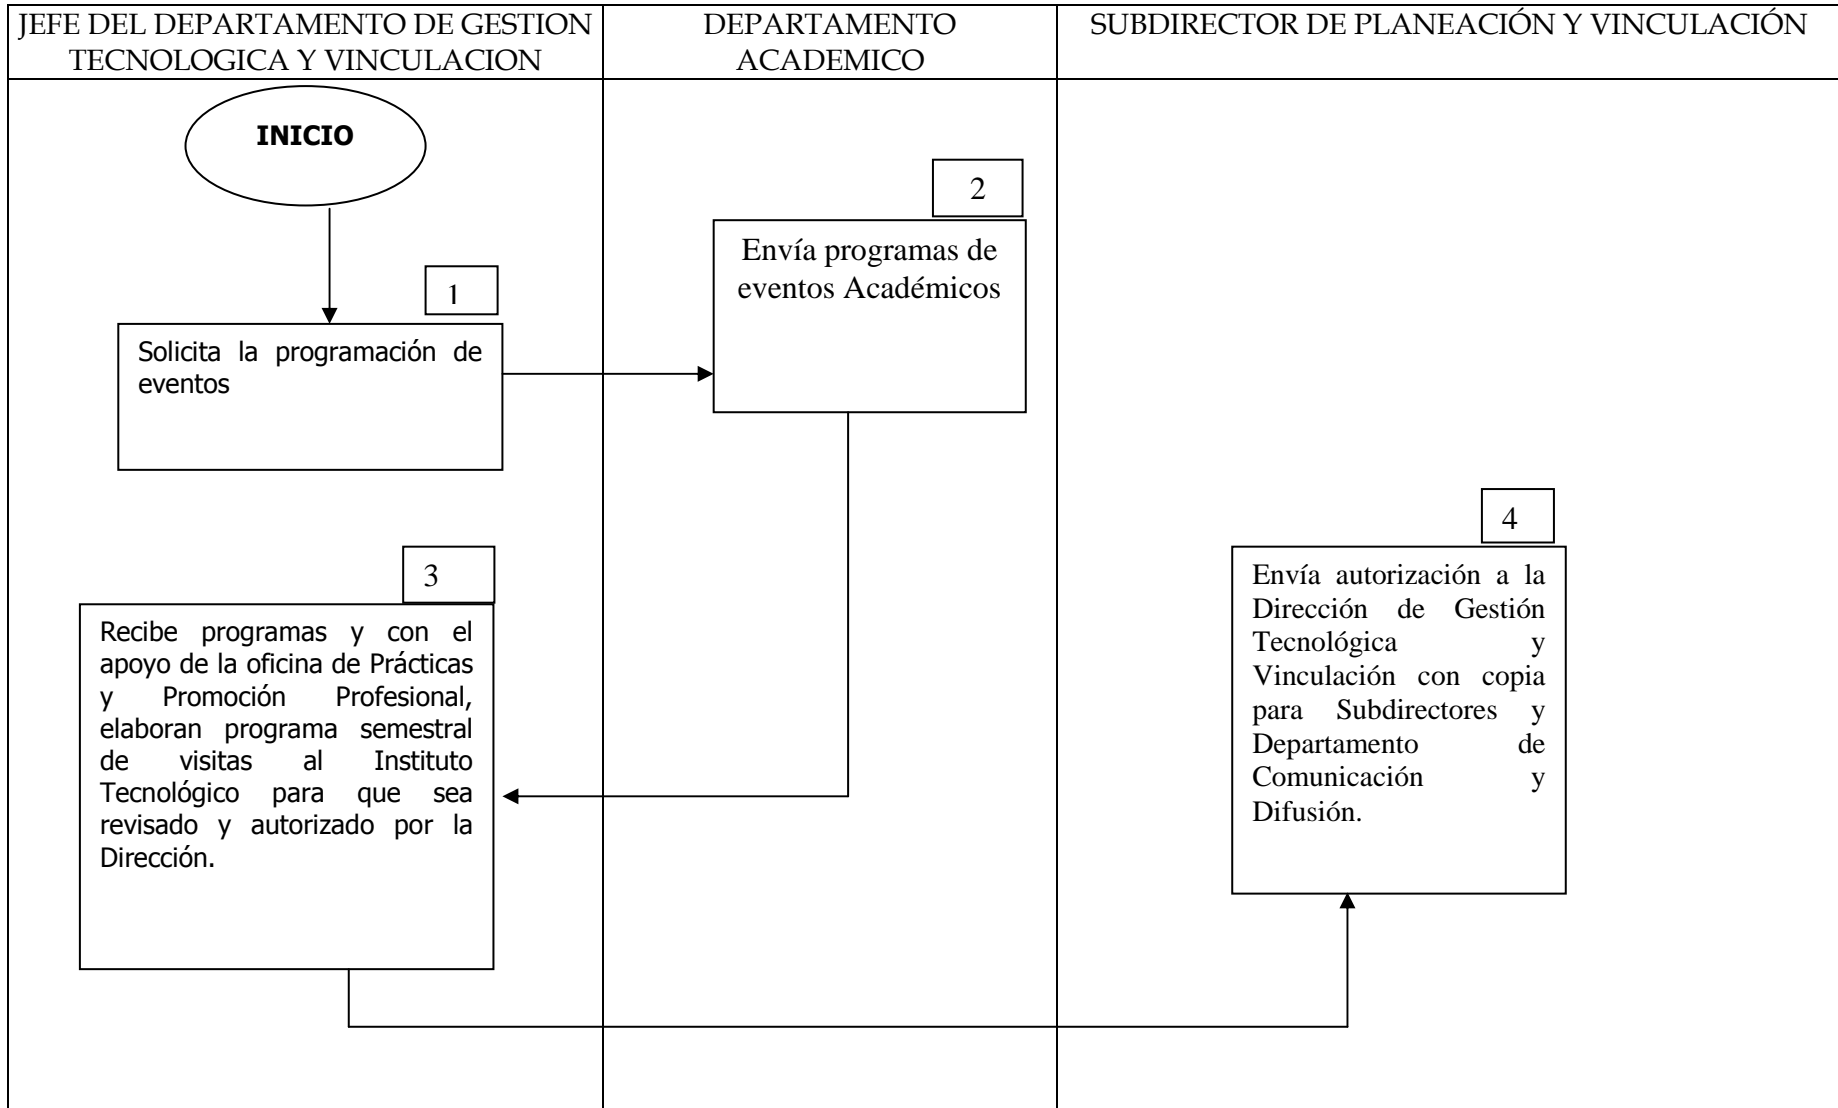 JEFE DEL DEPARTAMENTO DE GESTION
TECNOLOGICA Y VINCULACION
DEPARTAMENTO
ACADEMICO
SUBDIRECTOR DE PLANEACIÓN Y VINCULACIÓN
INICIO
1
Solicita la programación de
eventos
2
Envía programas de
eventos Académicos
3
Recibe programas y con el
apoyo de la oficina de Prácticas
y Promoción Profesional,
elaboran programa semestral
de visitas al Instituto
Tecnológico para que sea
revisado y autorizado por la
Dirección.
4
Envía autorización a la
Dirección de Gestión
Tecnológica y
Vinculación con copia
para Subdirectores y
Departamento de
Comunicación y
Difusión.